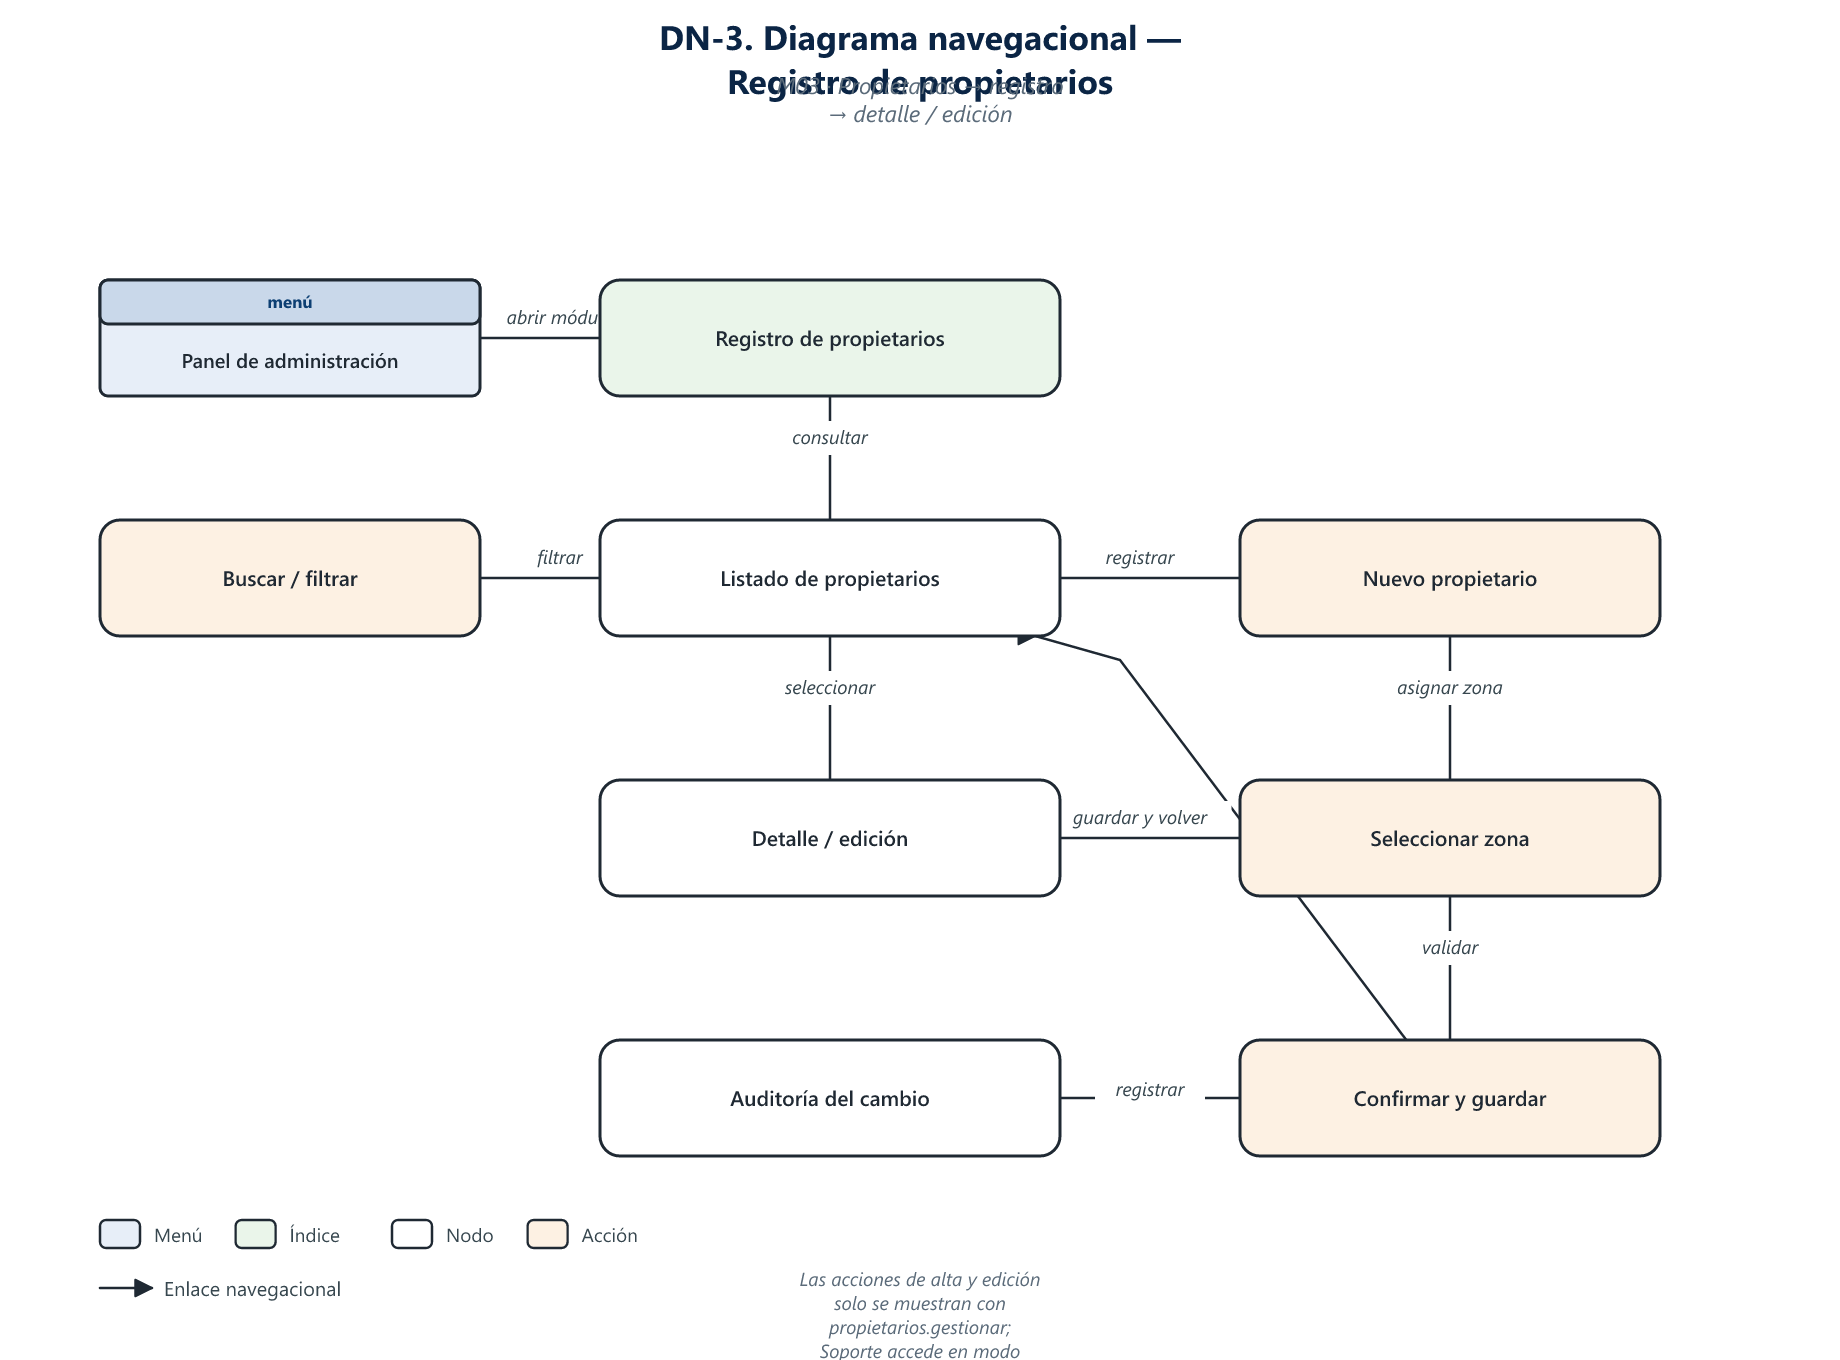 DN-3. Diagrama navegacional —
Registro de propietarios
M03 · Propietarios → registro
→ detalle / edición
menú
Panel de administración
abrir módu
Registro de propietarios
consultar
Buscar / filtrar
filtrar
Listado de propietarios
registrar
Nuevo propietario
seleccionar
asignar zona
Detalle / edición
guardar y volver
Seleccionar zona
validar
Auditoría del cambio
registrar
Confirmar y guardar
Menú
Índice
Nodo
Acción
Enlace navegacional
Las acciones de alta y edición
solo se muestran con
propietarios.gestionar;
Soporte accede en modo